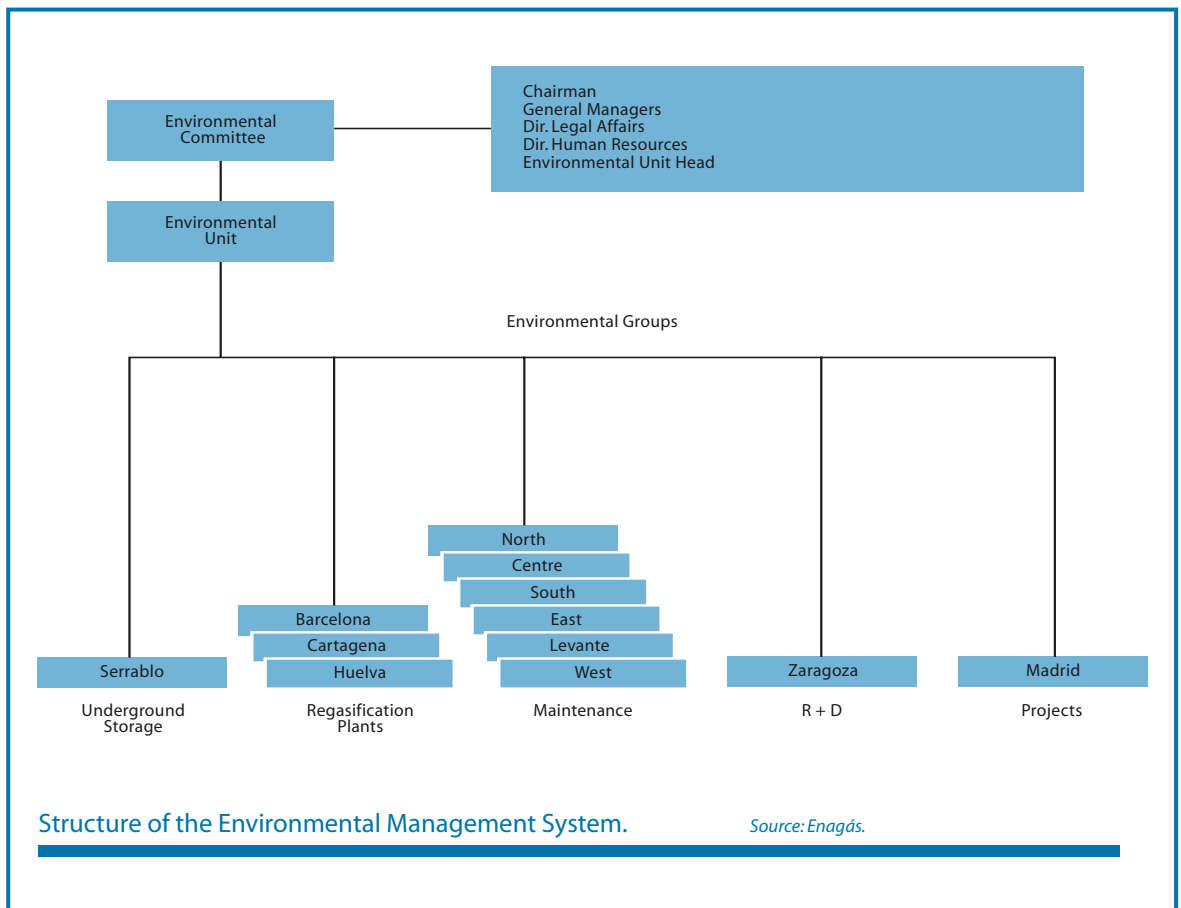 Chairman
General Managers
Dir. Legal Affairs
Dir. Human Resources
Environmental Unit Head
Environmental
Committee
Environmental
Unit
Environmental Groups
North
Centre
South
East
Levante
West
Barcelona
Cartagena
Huelva
Serrablo
Zaragoza
Madrid
Underground
Storage
Regasification
Plants
Maintenance
R + D
Projects
Structure of the Environmental Management System.
Source: Enagás.